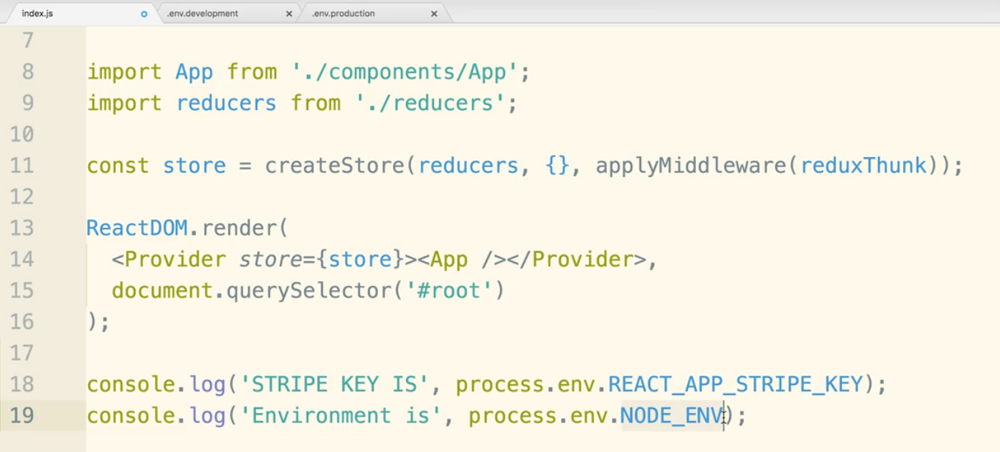 index.js .env.development .env.production
7
8 import App from './components/App';
9 import reducers from './reducers';
10
11 const store = createStore(reducers, {}, applyMiddleware(reduxThunk));
12
13 ReactDOM.render(
14   <Provider store={store}><App /></Provider>,
15   document.querySelector('#root')
16 );
17
18 console.log('STRIPE KEY IS', process.env.REACT_APP_STRIPE_KEY);
19 console.log('Environment is', process.env.NODE_ENV);